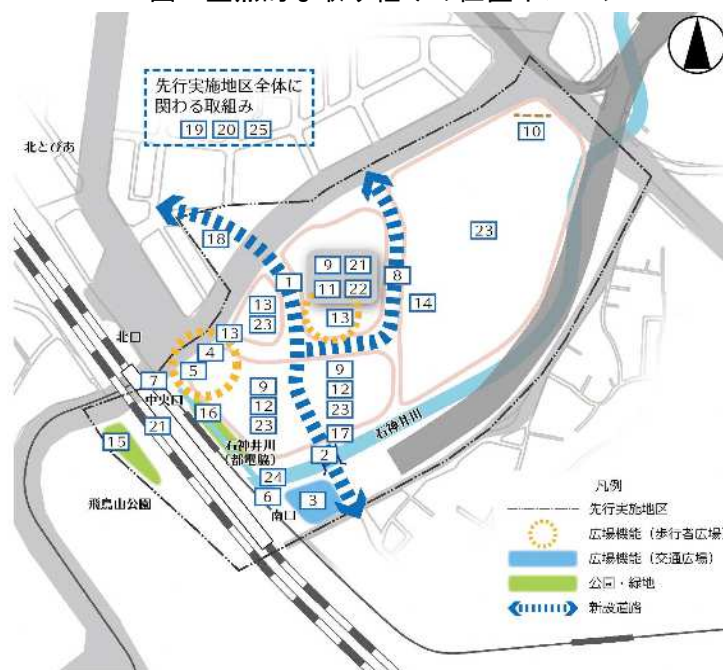 先行実施地区全体に
関わる取組み
19 20 25
北とぴあ
10
23
18
1
9 21
11 22
8
13
23
13
14
13
北口
4
5
9
12
23
7
中央口
9
12
23
16
17
21
石神井川
(都電脇)
石神井川
15
2
24
飛鳥山公園
6
3
南口
凡例
先行実施地区
広場機能（歩行者広場）
広場機能（交通広場）
公園・緑地
新設道路